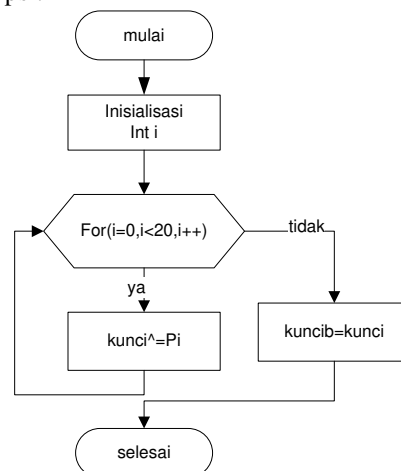 mulai
Inisialisasi
Int i
For(i=0,i<20,i++)
tidak
ya
kunci^=Pi
kuncib=kunci
selesai